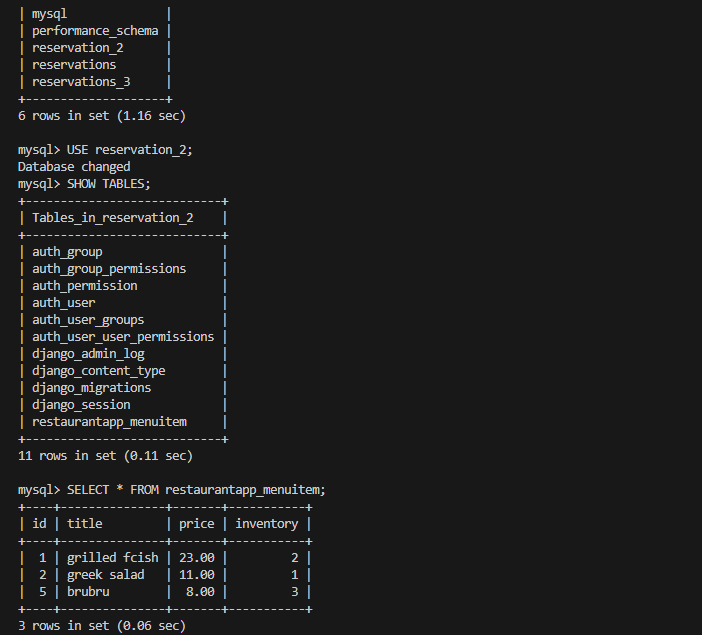 | mysql              |
| performance_schema |
| reservation_2      |
| reservations       |
| reservations_3     |
+--------------------+
6 rows in set (1.16 sec)

mysql> USE reservation_2;
Database changed
mysql> SHOW TABLES;
+----------------------------+
| Tables_in_reservation_2    |
+----------------------------+
| auth_group                 |
| auth_group_permissions     |
| auth_permission            |
| auth_user                  |
| auth_user_groups           |
| auth_user_user_permissions |
| django_admin_log           |
| django_content_type        |
| django_migrations          |
| django_session             |
| restaurantapp_menuitem     |
+----------------------------+
11 rows in set (0.11 sec)

mysql> SELECT * FROM restaurantapp_menuitem;
+----+---------------+-------+-----------+
| id | title         | price | inventory |
+----+---------------+-------+-----------+
|  1 | grilled fcish | 23.00 |         2 |
|  2 | greek salad   | 11.00 |         1 |
|  5 | brubru        |  8.00 |         3 |
+----+---------------+-------+-----------+
3 rows in set (0.06 sec)